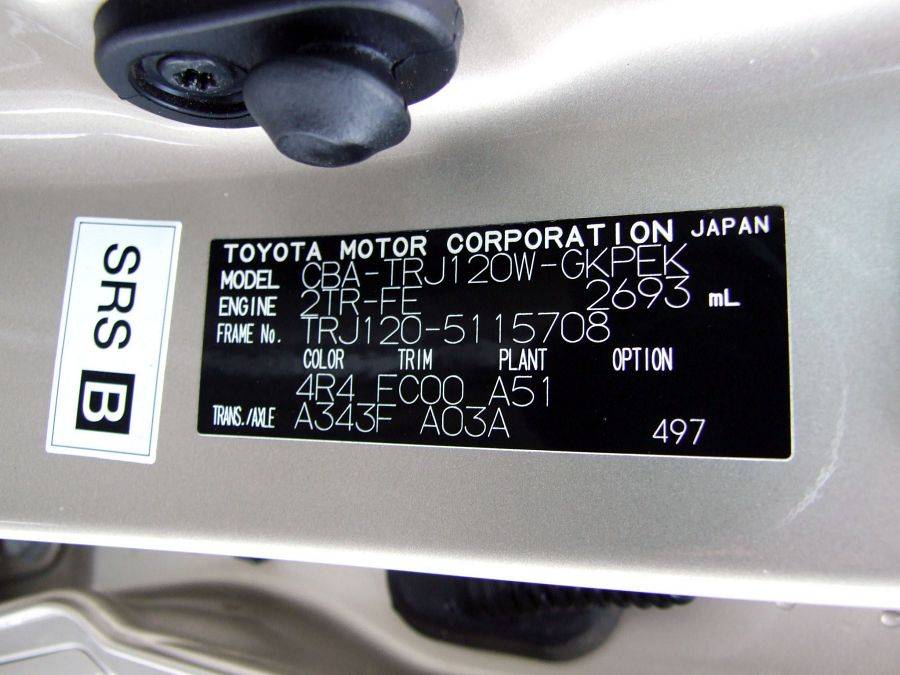 SRS B
TOYOTA MOTOR CORPORATION JAPAN
MODEL CBA-TRJ120W-GKPEK
ENGINE 2TR-FE 2693 mL
FRAME No. TRJ120-5115708
COLOR TRIM PLANT OPTION
4R4 FC00 A51
TRANS./AXLE A343F A03A
497